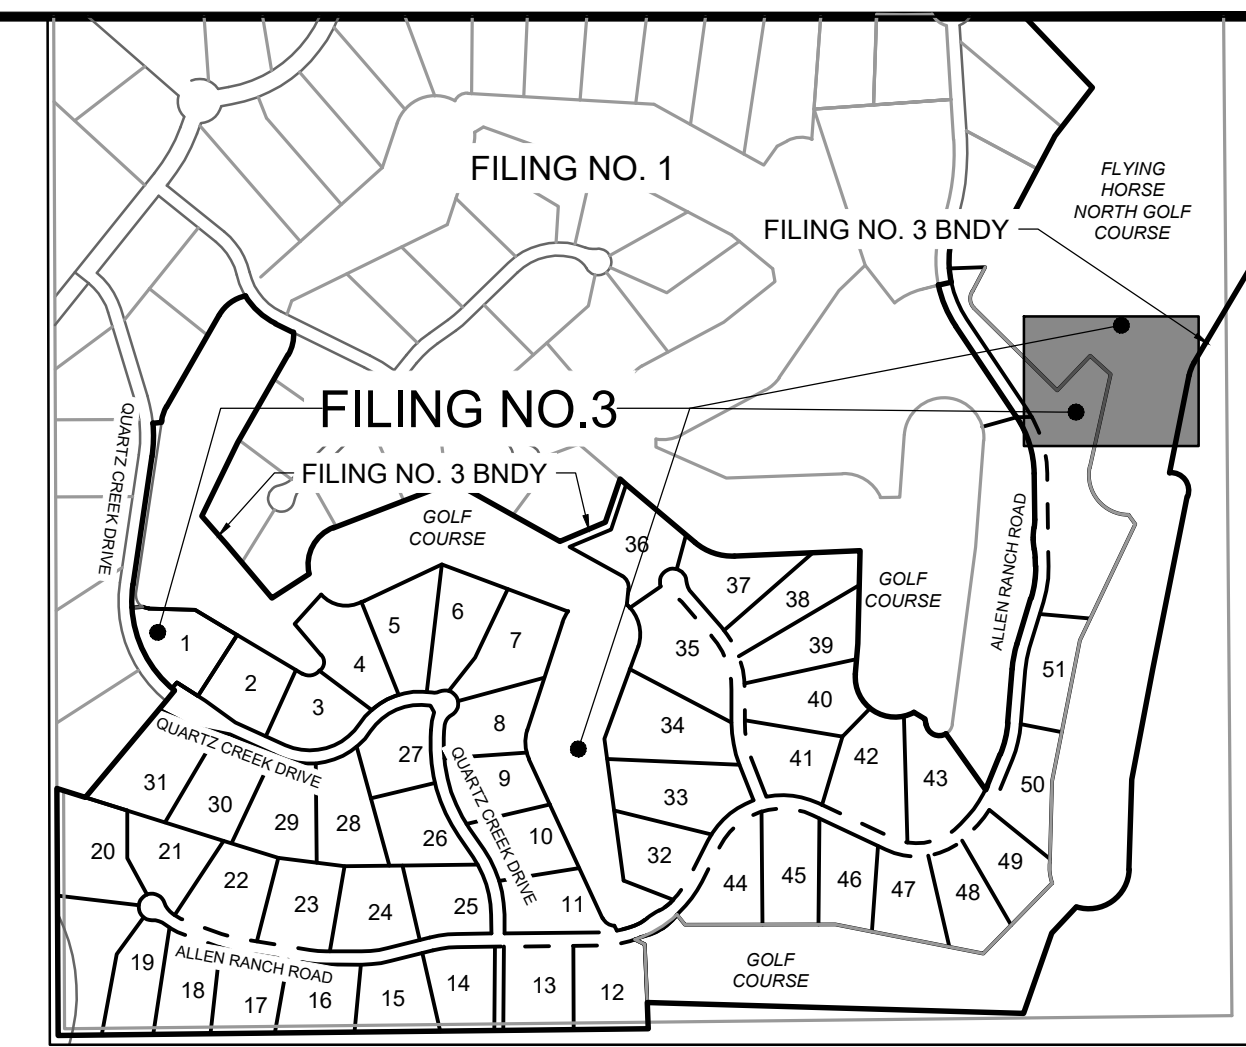 FILING NO. 1
FLYING
HORSE
NORTH GOLF
COURSE
FILING NO. 3 BNDY
FILING NO.3
QUARTZ CREEK DRIVE
FILING NO. 3 BNDY
GOLF
COURSE
ALLEN RANCH ROAD
GOLF
COURSE
36
37
38
39
40
35
34
33
32
41
42
43
51
50
49
48
47
46
45
44
1
2
3
4
5
6
7
8
9
10
11
QUARTZ CREEK DRIVE
QUARTZ CREEK DRIVE
31
30
29
28
27
26
25
24
23
22
21
20
19
18
17
16
15
14
13
12
ALLEN RANCH ROAD
GOLF
COURSE